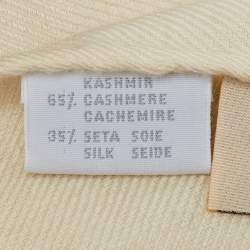 KASHMIR
65% CASHMERE
CACHEMIRE
35% SETA SOIE
SILK SEIDE